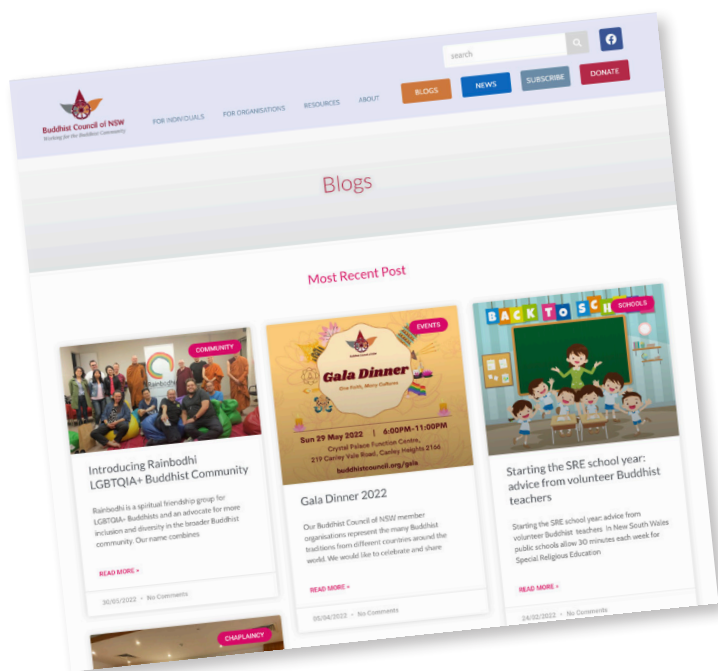 search
Buddhist Council of NSW
Working for the Buddhist Community
FOR INDIVIDUALS
FOR ORGANISATIONS
RESOURCES
ABOUT
BLOGS
NEWS
SUBSCRIBE
DONATE
Blogs
Most Recent Post
COMMUNITY
Rainbodhi
Introducing Rainbodhi
LGBTQIA+ Buddhist Community
Rainbodhi is a spiritual friendship group for
LGBTQIA+ Buddhists and an advocate for more
inclusion and diversity in the broader Buddhist
community. Our name combines
READ MORE »
30/05/2022 • No Comments
EVENTS
Gala Dinner
One Faith, Many Cultures
Sun 29 May 2022 | 6:00PM-11:00PM
Crystal Palace Function Centre,
219 Canley Vale Road, Canley Heights 2166
buddhistcouncil.org/gala
Gala Dinner 2022
Our Buddhist Council of NSW member
organisations represent the many Buddhist
traditions from different countries around the
world. We would like to celebrate and share
READ MORE »
05/04/2022 • No Comments
BACK TO SCH
SCHOOLS
Starting the SRE school year:
advice from volunteer Buddhist
teachers
Starting the SRE school year: advice from
volunteer Buddhist teachers In New South Wales
public schools allow 30 minutes each week for
Special Religious Education
READ MORE »
24/02/2022 • No Comments
CHAPLAINCY